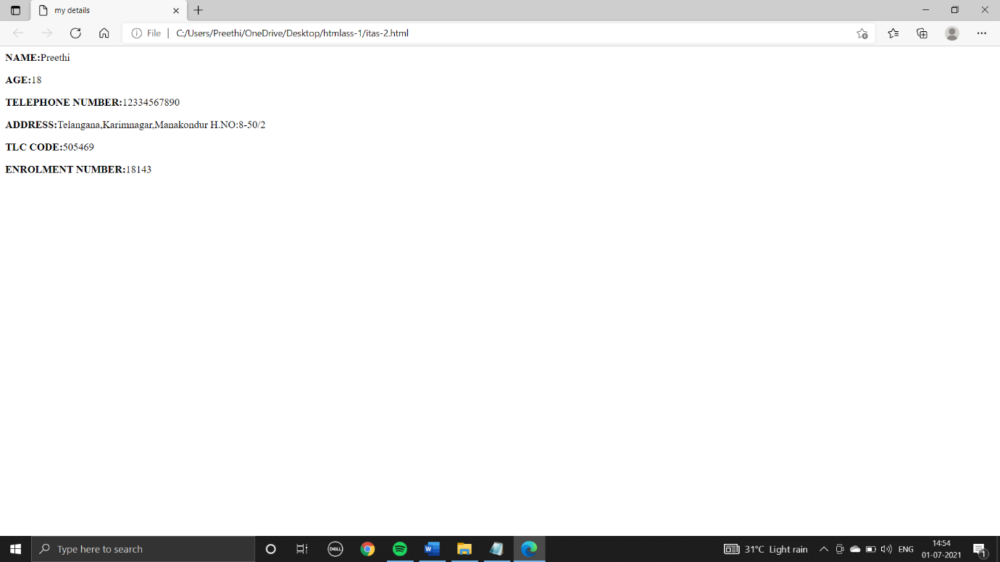 my details
File | C:/Users/Preethi/OneDrive/Desktop/htmlass-1/itas-2.html
NAME:Preethi
AGE:18
TELEPHONE NUMBER:12334567890
ADDRESS:Telangana,Karimnagar,Manakondur H.NO:8-50/2
TLC CODE:505469
ENROLMENT NUMBER:18143
Type here to search
DELL
W
31°C Light rain
ENG
14:54
01-07-2021
1